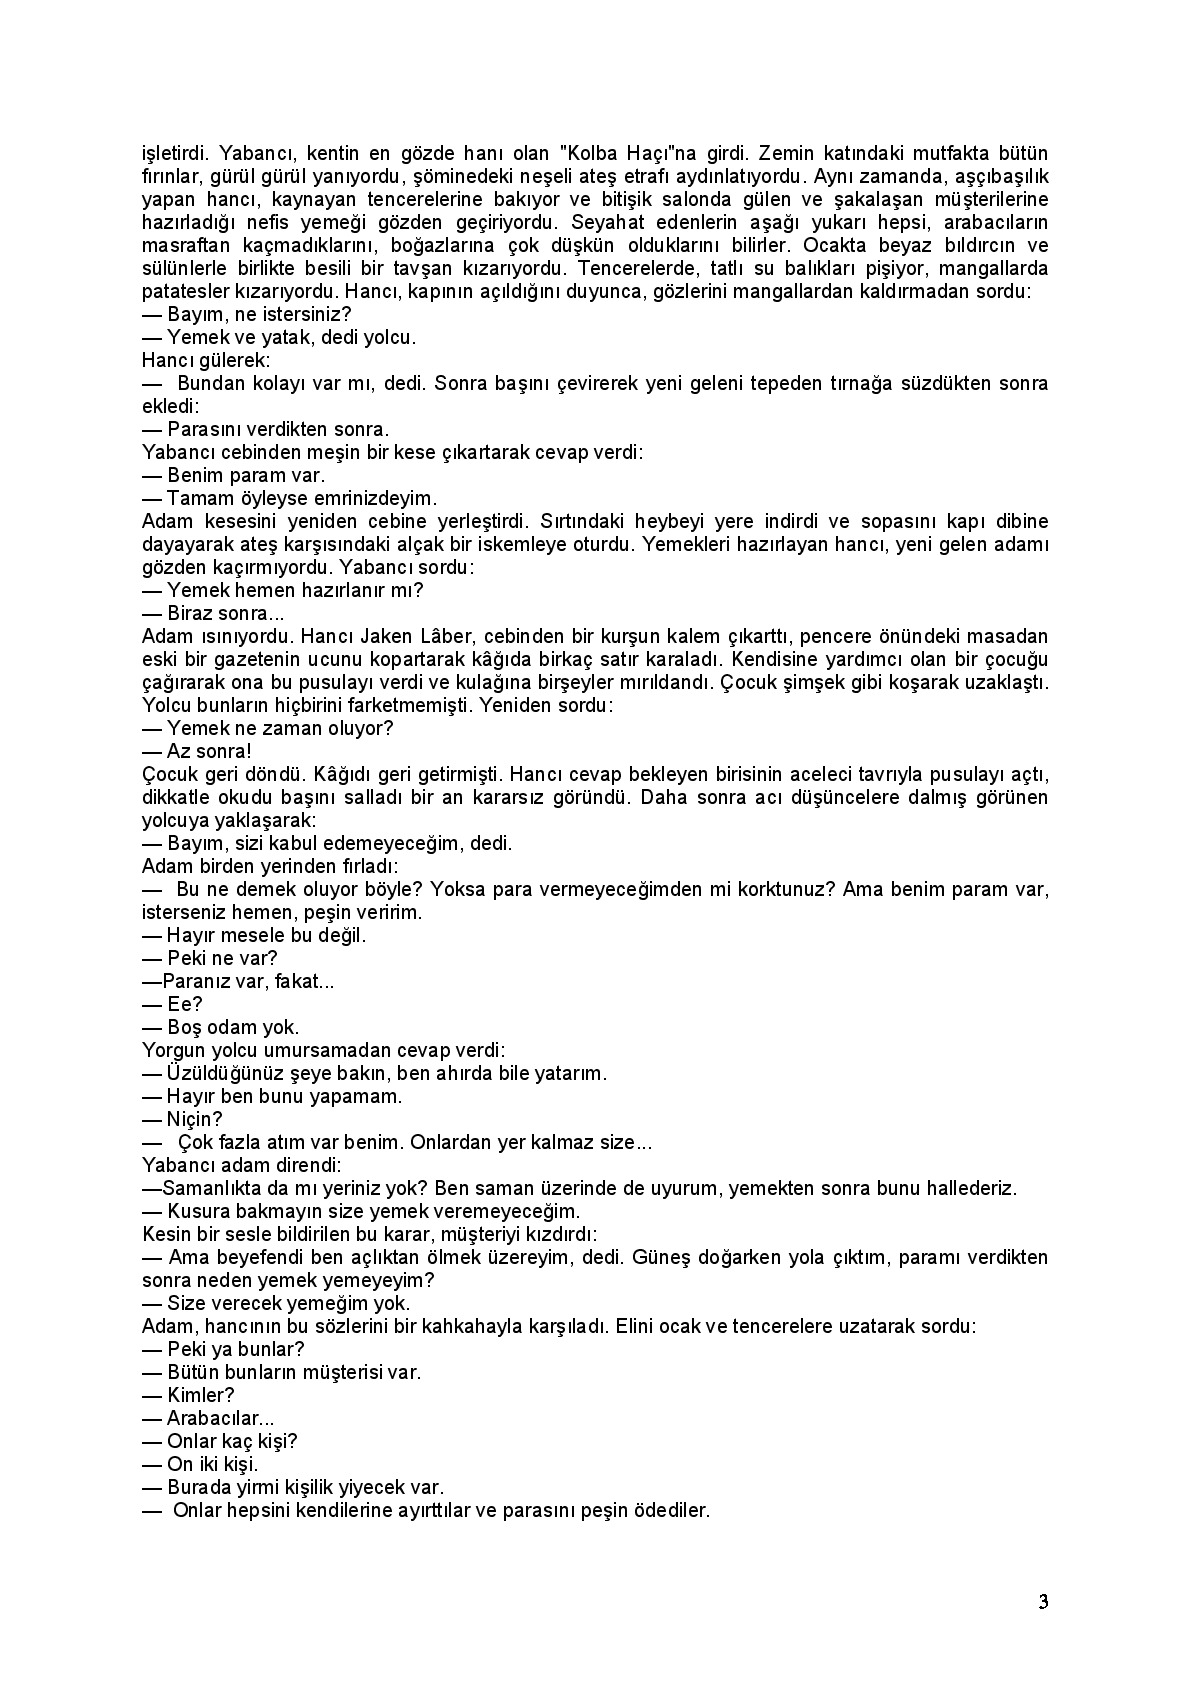 işletirdi. Yabancı, kentin en gözde hanı olan "Kolba Haçı"na girdi. Zemin katındaki mutfakta bütün
fırınlar, gürül gürül yanıyordu, şöminedeki neşeli ateş etrafı aydınlatıyordu. Aynı zamanda, aşçıbaşılık
yapan hancı, kaynayan tencerelerine bakıyor ve bitişik salonda gülen ve şakalaşan müşterilerine
hazırladığı nefis yemeği gözden geçiriyordu. Seyahat edenlerin aşağı yukarı hepsi, arabacıların
masraftan kaçmadıklarını, boğazlarına çok düşkün olduklarını bilirler. Ocakta beyaz bıldırcın ve
sülünlerle birlikte besili bir tavşan kızarıyordu. Tencerelerde, tatlı su balıkları pişiyor, mangallarda
patatesler kızarıyordu. Hancı, kapının açıldığını duyunca, gözlerini mangallardan kaldırmadan sordu:
— Bayım, ne istersiniz?
— Yemek ve yatak, dedi yolcu.
Hancı gülerek:
— Bundan kolayı var mı, dedi. Sonra başını çevirerek yeni geleni tepeden tırnağa süzdükten sonra
ekledi:
— Parasını verdikten sonra.
Yabancı cebinden meşin bir kese çıkartarak cevap verdi:
— Benim param var.
— Tamam öyleyse emrinizdeyim.
Adam kesesini yeniden cebine yerleştirdi. Sırtındaki heybeyi yere indirdi ve sopasını kapı dibine
dayayarak ateş karşısındaki alçak bir iskemleye oturdu. Yemekleri hazırlayan hancı, yeni gelen adamı
gözden kaçırmıyordu. Yabancı sordu:
— Yemek hemen hazırlanır mı?
— Biraz sonra...
Adam ısınıyordu. Hancı Jaken Lâber, cebinden bir kurşun kalem çıkarttı, pencere önündeki masadan
eski bir gazetenin ucunu kopartarak kâğıda birkaç satır karaladı. Kendisine yardımcı olan bir çocuğu
çağırarak ona bu pusulayı verdi ve kulağına birşeyler mırıldandı. Çocuk şimşek gibi koşarak uzaklaştı.
Yolcu bunların hiçbirini farketmemişti. Yeniden sordu:
— Yemek ne zaman oluyor?
— Az sonra!
Çocuk geri döndü. Kâğıdı geri getirmişti. Hancı cevap bekleyen birisinin aceleci tavrıyla pusulayı açtı,
dikkatle okudu başını salladı bir an kararsız göründü. Daha sonra acı düşüncelere dalmış görünen
yolcuya yaklaşarak:
— Bayım, sizi kabul edemeyeceğim, dedi.
Adam birden yerinden fırladı:
— Bu ne demek oluyor böyle? Yoksa para vermeyeceğimden mi korktunuz? Ama benim param var,
isterseniz hemen, peşin veririm.
— Hayır mesele bu değil.
— Peki ne var?
—Paranız var, fakat...
— Ee?
— Boş odam yok.
Yorgun yolcu umursamadan cevap verdi:
— Üzüldüğünüz şeye bakın, ben ahırda bile yatarım.
— Hayır ben bunu yapamam.
— Niçin?
— Çok fazla atım var benim. Onlardan yer kalmaz size...
Yabancı adam direndi:
—Samanlıkta da mı yeriniz yok? Ben saman üzerinde de uyurum, yemekten sonra bunu hallederiz.
— Kusura bakmayın size yemek veremeyeceğim.
Kesin bir sesle bildirilen bu karar, müşteriyi kızdırdı:
— Ama beyefendi ben açlıktan ölmek üzereyim, dedi. Güneş doğarken yola çıktım, paramı verdikten
sonra neden yemek yemeyeyim?
— Size verecek yemeğim yok.
Adam, hancının bu sözlerini bir kahkahayla karşıladı. Elini ocak ve tencerelere uzatarak sordu:
— Peki ya bunlar?
— Bütün bunların müşterisi var.
— Kimler?
— Arabacılar...
— Onlar kaç kişi?
— On iki kişi.
— Burada yirmi kişilik yiyecek var.
— Onlar hepsini kendilerine ayırttılar ve parasını peşin ödediler.
3